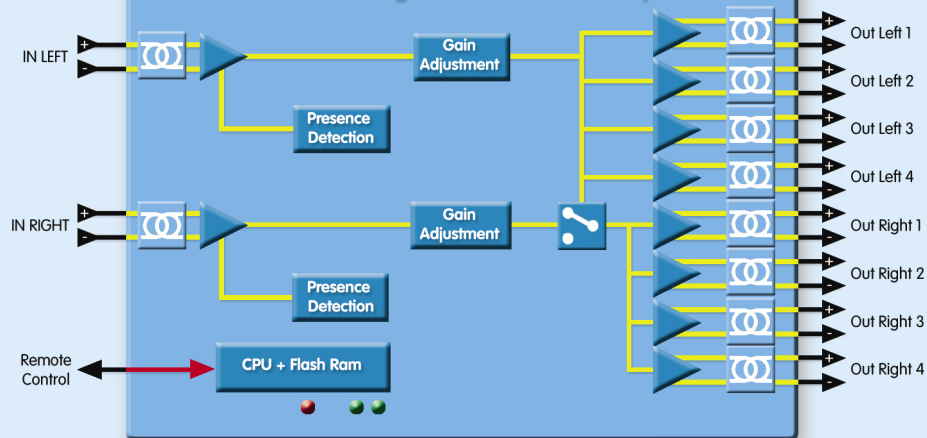 IN LEFT
+
-
Gain
Adjustment
Presence
Detection
+
-
Out Left 1
+
-
Out Left 2
+
-
Out Left 3
+
-
Out Left 4
IN RIGHT
+
-
Gain
Adjustment
Presence
Detection
+
-
Out Right 1
+
-
Out Right 2
+
-
Out Right 3
+
-
Out Right 4
Remote
Control
CPU + Flash Ram